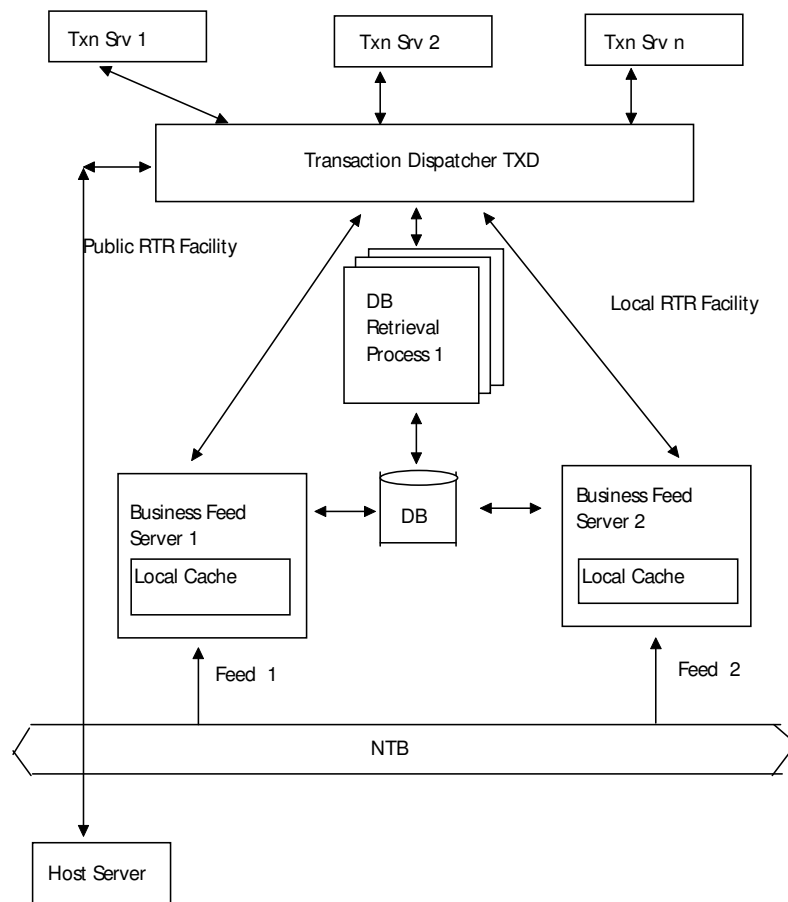 Txn Srv 1
Txn Srv 2
Txn Srv n
Transaction Dispatcher TXD
Public RTR Facility
DB
Retrieval
Process 1
Local RTR Facility
Business Feed
Server 1
Local Cache
DB
Business Feed
Server 2
Local Cache
Feed 1
Feed 2
NTB
Host Server